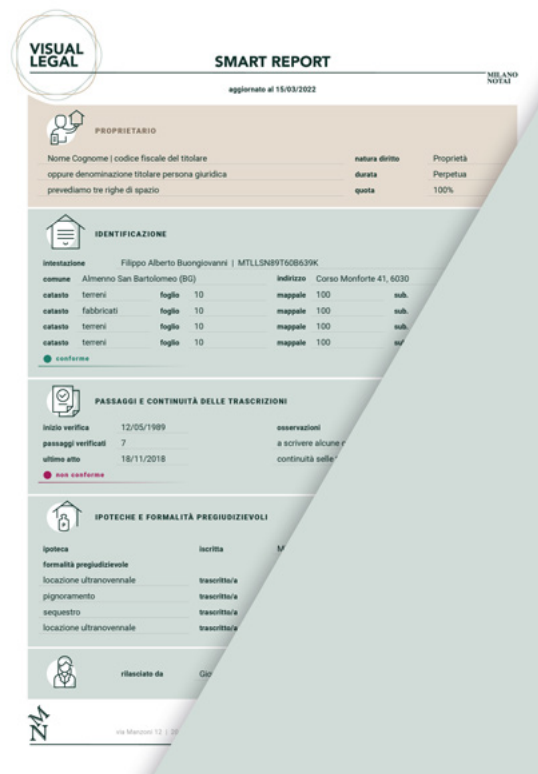 VISUAL
LEGAL
SMART REPORT
MILANO
NOTAI
aggiornato al 15/03/2022
PROPRIETARIO
Nome Cognome | codice fiscale del titolare natura diritto Proprietà
oppure denominazione titolare persona giuridica durata Perpetua
prevediamo tre righe di spazio quota 100%
IDENTIFICAZIONE
intestazione Filippo Alberto Buongiovanni | MTLLSN89T60B639K
comune Almenno San Bartolomeo (BG) indirizzo Corso Monforte 41, 6030
catasto terreni foglio 10 mappale 100 sub.
catasto fabbricati foglio 10 mappale 100 sub.
catasto terreni foglio 10 mappale 100 sub.
catasto terreni foglio 10 mappale 100
conforme
PASSAGGI E CONTINUITÀ DELLE TRASCRIZIONI
inizio verifica 12/05/1989 osservazioni
passaggi verificati 7 a scrivere alcune
ultimo atto 18/11/2018 continuità selle
non conforme
IPOTECHE E FORMALITÀ PREGIUDIZIEVOLI
ipoteca iscritta M
formalità pregiudizievole
locazione ultranovennale trascritto/a
pignoramento trascritto/a
sequestro trascritto/a
locazione ultranovennale trascritto/a
rilasciato da Gio
MN
via Manzoni 12 | 20